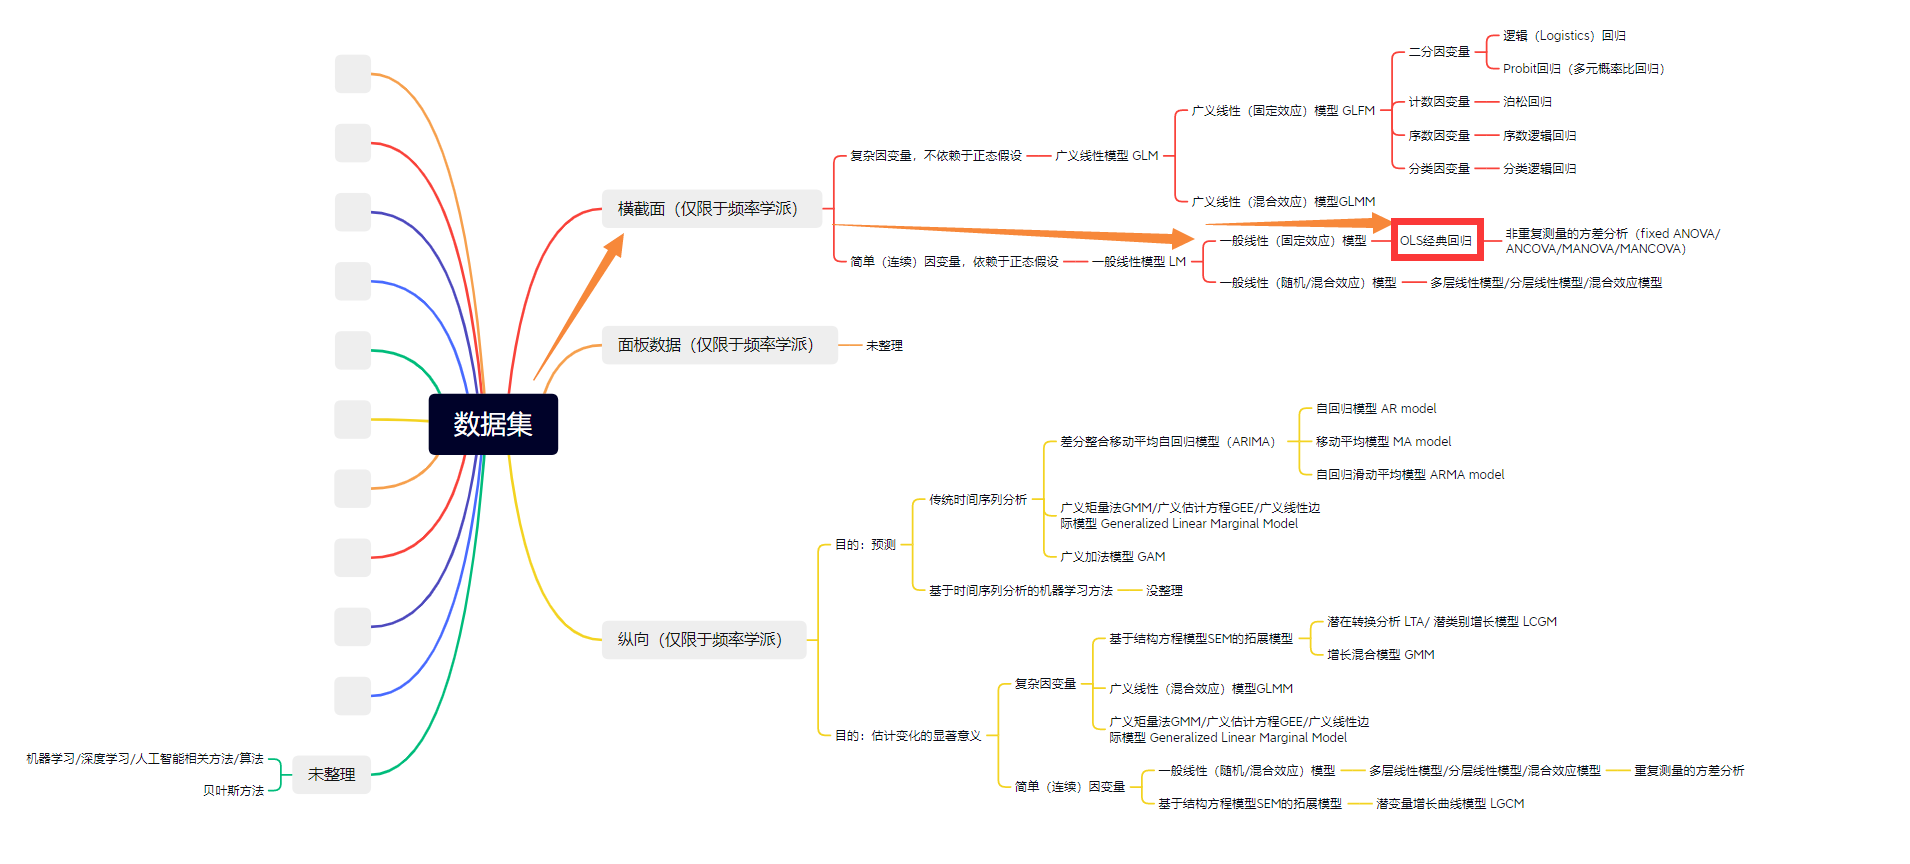 数据集
横截面（仅限于频率学派）
复杂因变量，不依赖于正态假设
广义线性模型 GLM
广义线性（固定效应）模型 GLFM
二分因变量
逻辑（Logistics）回归
Probit回归（多元概率比回归）
计数因变量
泊松回归
序数因变量
序数逻辑回归
分类因变量
分类逻辑回归
广义线性（混合效应）模型GLMM
简单（连续）因变量，依赖于正态假设
一般线性模型 LM
一般线性（固定效应）模型
OLS经典回归
非重复测量的方差分析（fixed ANOVA/
ANCOVA/MANOVA/MANCOVA）
一般线性（随机/混合效应）模型
多层线性模型/分层线性模型/混合效应模型
面板数据（仅限于频率学派）
未整理
纵向（仅限于频率学派）
目的：预测
传统时间序列分析
差分整合移动平均自回归模型（ARIMA）
自回归模型 AR model
移动平均模型 MA model
自回归滑动平均模型 ARMA model
广义矩量法GMM/广义估计方程GEE/广义线性边
际模型 Generalized Linear Marginal Model
广义加法模型 GAM
基于时间序列分析的机器学习方法
没整理
目的：估计变化的显著意义
复杂因变量
基于结构方程模型SEM的拓展模型
潜在转换分析 LTA/ 潜类别增长模型 LCGM
增长混合模型 GMM
广义线性（混合效应）模型GLMM
广义矩量法GMM/广义估计方程GEE/广义线性边
际模型 Generalized Linear Marginal Model
简单（连续）因变量
一般线性（随机/混合效应）模型
多层线性模型/分层线性模型/混合效应模型
重复测量的方差分析
基于结构方程模型SEM的拓展模型
潜变量增长曲线模型 LGCM
未整理
机器学习/深度学习/人工智能相关方法/算法
贝叶斯方法